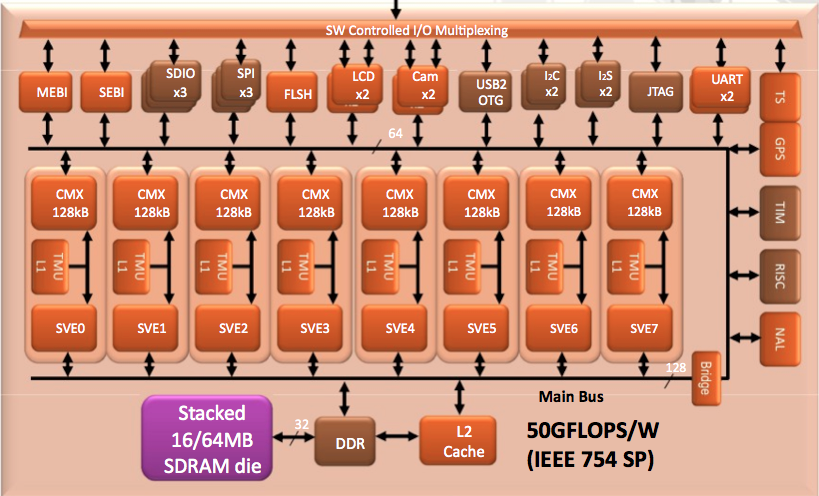 SW Controlled I/O Multiplexing
MEBI
SEBI
SDIO
x3
SPI
x3
FLSH
LCD
x2
Cam
x2
USB2
OTG
I2C
x2
I2S
x2
JTAG
UART
x2
TS
64
GPS
TIM
RISC
NAL
CMX
128kB
CMX
128kB
CMX
128kB
CMX
128kB
CMX
128kB
CMX
128kB
CMX
128kB
CMX
128kB
TMU
L1
TMU
L1
TMU
L1
TMU
L1
TMU
L1
TMU
L1
TMU
L1
TMU
L1
SVE0
SVE1
SVE2
SVE3
SVE4
SVE5
SVE6
SVE7
128
Bridge
Main Bus
Stacked
16/64MB
SDRAM die
32
DDR
L2
Cache
50GFLOPS/W
(IEEE 754 SP)